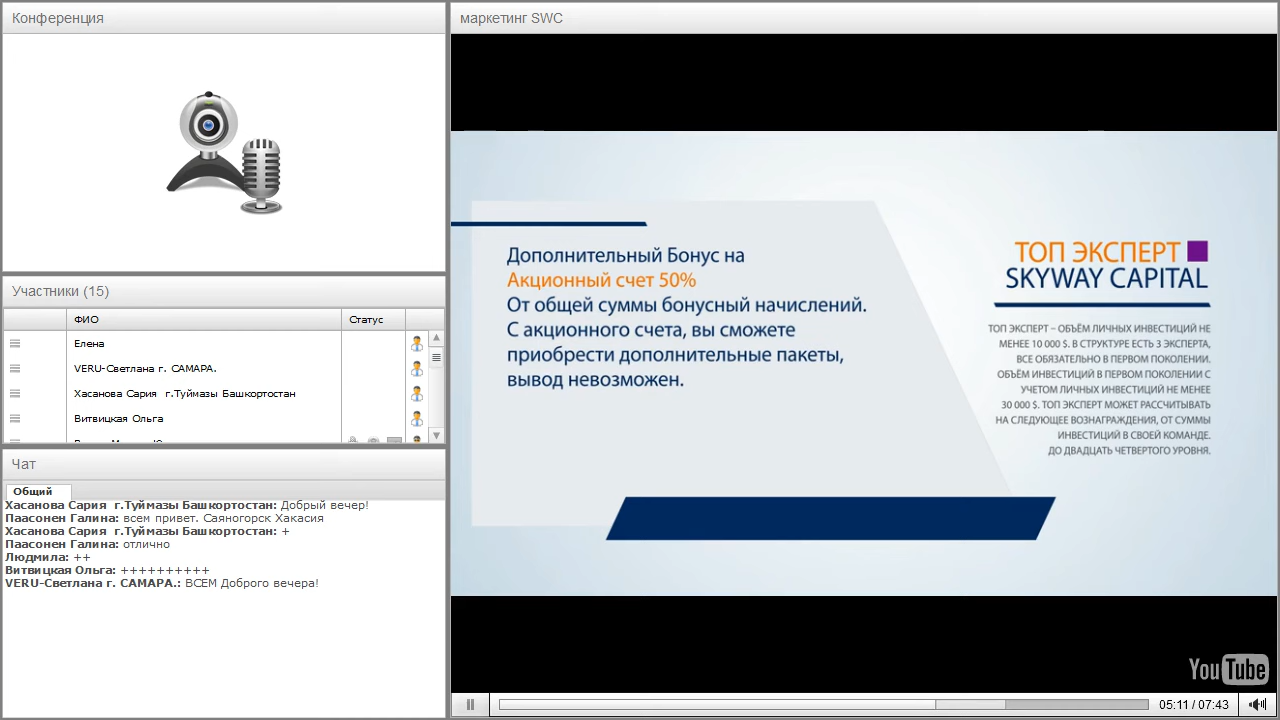 Конференция
Участники (15)
ФИО
Статус
Елена
VERU-Светлана г. САМАРА.
Хасанова Сария г.Туймазы Башкортостан
Витвицкая Ольга
Чат
Общий
Хасанова Сария г.Туймазы Башкортостан: Добрый вечер!
Паасонен Галина: всем привет. Саяногорск Хакасия
Хасанова Сария г.Туймазы Башкортостан: +
Паасонен Галина: отлично
Людмила: ++
Витвицкая Ольга: ++++++++++
VERU-Светлана г. САМАРА.: ВСЕМ Доброго вечера!
маркетинг SWC
Дополнительный Бонус на
Акционный счет 50%
От общей суммы бонусный начислений.
С акционного счета, вы сможете
приобрести дополнительные пакеты,
вывод невозможен.
ТОП ЭКСПЕРТ
SKYWAY CAPITAL
ТОП ЭКСПЕРТ – ОБЪЁМ ЛИЧНЫХ ИНВЕСТИЦИЙ НЕ
МЕНЕЕ 10 000 $. В СТРУКТУРЕ ЕСТЬ 3 ЭКСПЕРТА,
ВСЕ ОБЯЗАТЕЛЬНО В ПЕРВОМ ПОКОЛЕНИИ.
ОБЪЁМ ИНВЕСТИЦИЙ В ПЕРВОМ ПОКОЛЕНИИ С
УЧЕТОМ ЛИЧНЫХ ИНВЕСТИЦИЙ НЕ МЕНЕЕ
30 000 $. ТОП ЭКСПЕРТ МОЖЕТ РАССЧИТЫВАТЬ
НА СЛЕДУЮЩЕЕ ВОЗНАГРАЖДЕНИЯ, ОТ СУММЫ
ИНВЕСТИЦИЙ В СВОЕЙ КОМАНДЕ.
ДО ДВАДЦАТЬ ЧЕТВЕРТОГО УРОВНЯ.
YouTube
05:11 / 07:43